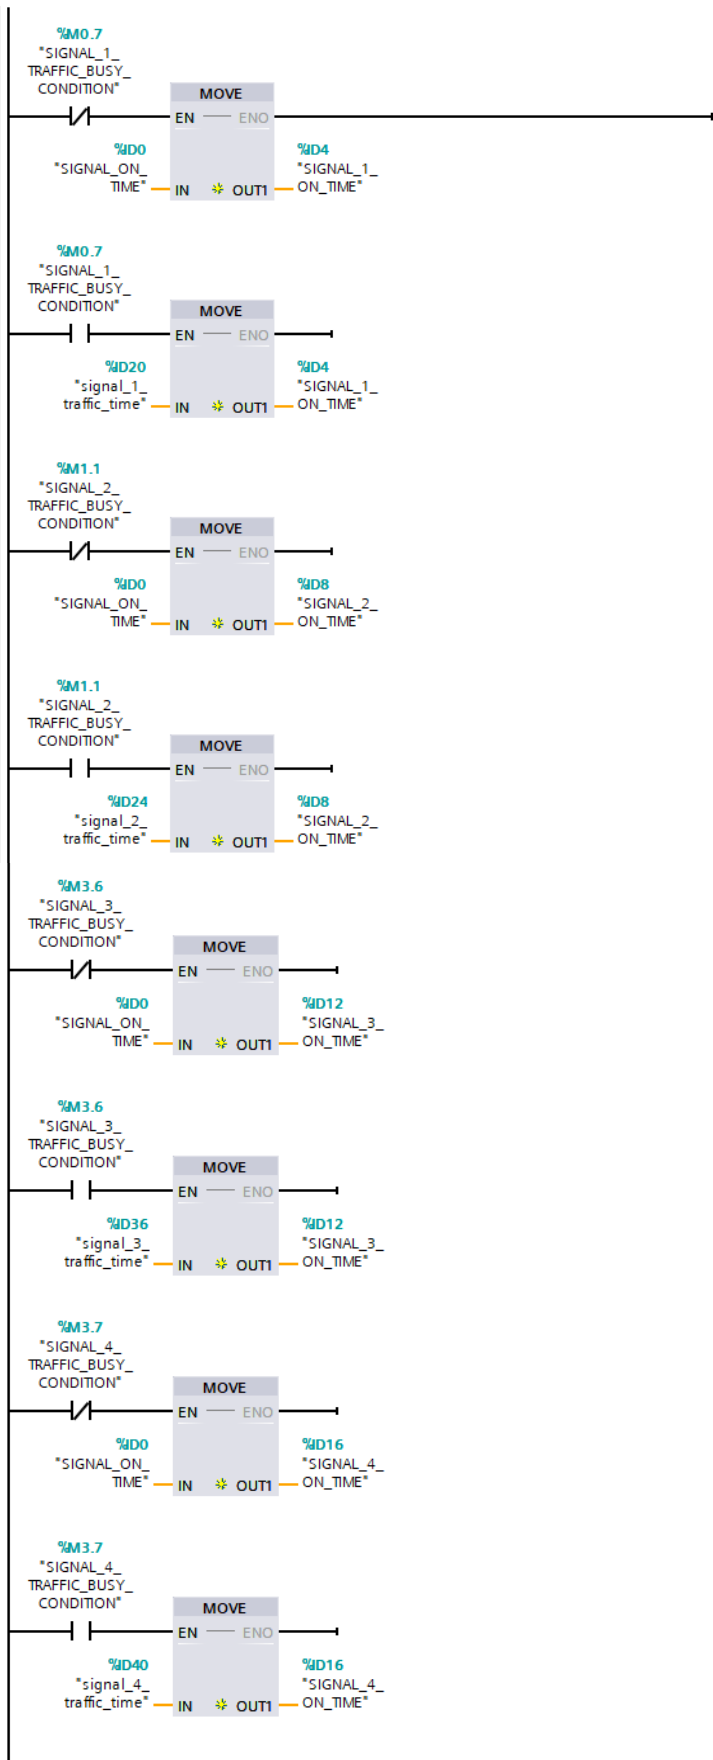 %M0.7
"SIGNAL_1_
TRAFFIC_BUSY_
CONDITION"
MOVE
EN ENO
%ID0
"SIGNAL_ON_
TIME"
IN OUT1
%ID4
"SIGNAL_1_
ON_TIME"
%M0.7
"SIGNAL_1_
TRAFFIC_BUSY_
CONDITION"
MOVE
EN ENO
%ID20
"signal_1_
traffic_time"
IN OUT1
%ID4
"SIGNAL_1_
ON_TIME"
%M1.1
"SIGNAL_2_
TRAFFIC_BUSY_
CONDITION"
MOVE
EN ENO
%ID0
"SIGNAL_ON_
TIME"
IN OUT1
%ID8
"SIGNAL_2_
ON_TIME"
%M1.1
"SIGNAL_2_
TRAFFIC_BUSY_
CONDITION"
MOVE
EN ENO
%ID24
"signal_2_
traffic_time"
IN OUT1
%ID8
"SIGNAL_2_
ON_TIME"
%M3.6
"SIGNAL_3_
TRAFFIC_BUSY_
CONDITION"
MOVE
EN ENO
%ID0
"SIGNAL_ON_
TIME"
IN OUT1
%ID12
"SIGNAL_3_
ON_TIME"
%M3.6
"SIGNAL_3_
TRAFFIC_BUSY_
CONDITION"
MOVE
EN ENO
%ID36
"signal_3_
traffic_time"
IN OUT1
%ID12
"SIGNAL_3_
ON_TIME"
%M3.7
"SIGNAL_4_
TRAFFIC_BUSY_
CONDITION"
MOVE
EN ENO
%ID0
"SIGNAL_ON_
TIME"
IN OUT1
%ID16
"SIGNAL_4_
ON_TIME"
%M3.7
"SIGNAL_4_
TRAFFIC_BUSY_
CONDITION"
MOVE
EN ENO
%ID40
"signal_4_
traffic_time"
IN OUT1
%ID16
"SIGNAL_4_
ON_TIME"